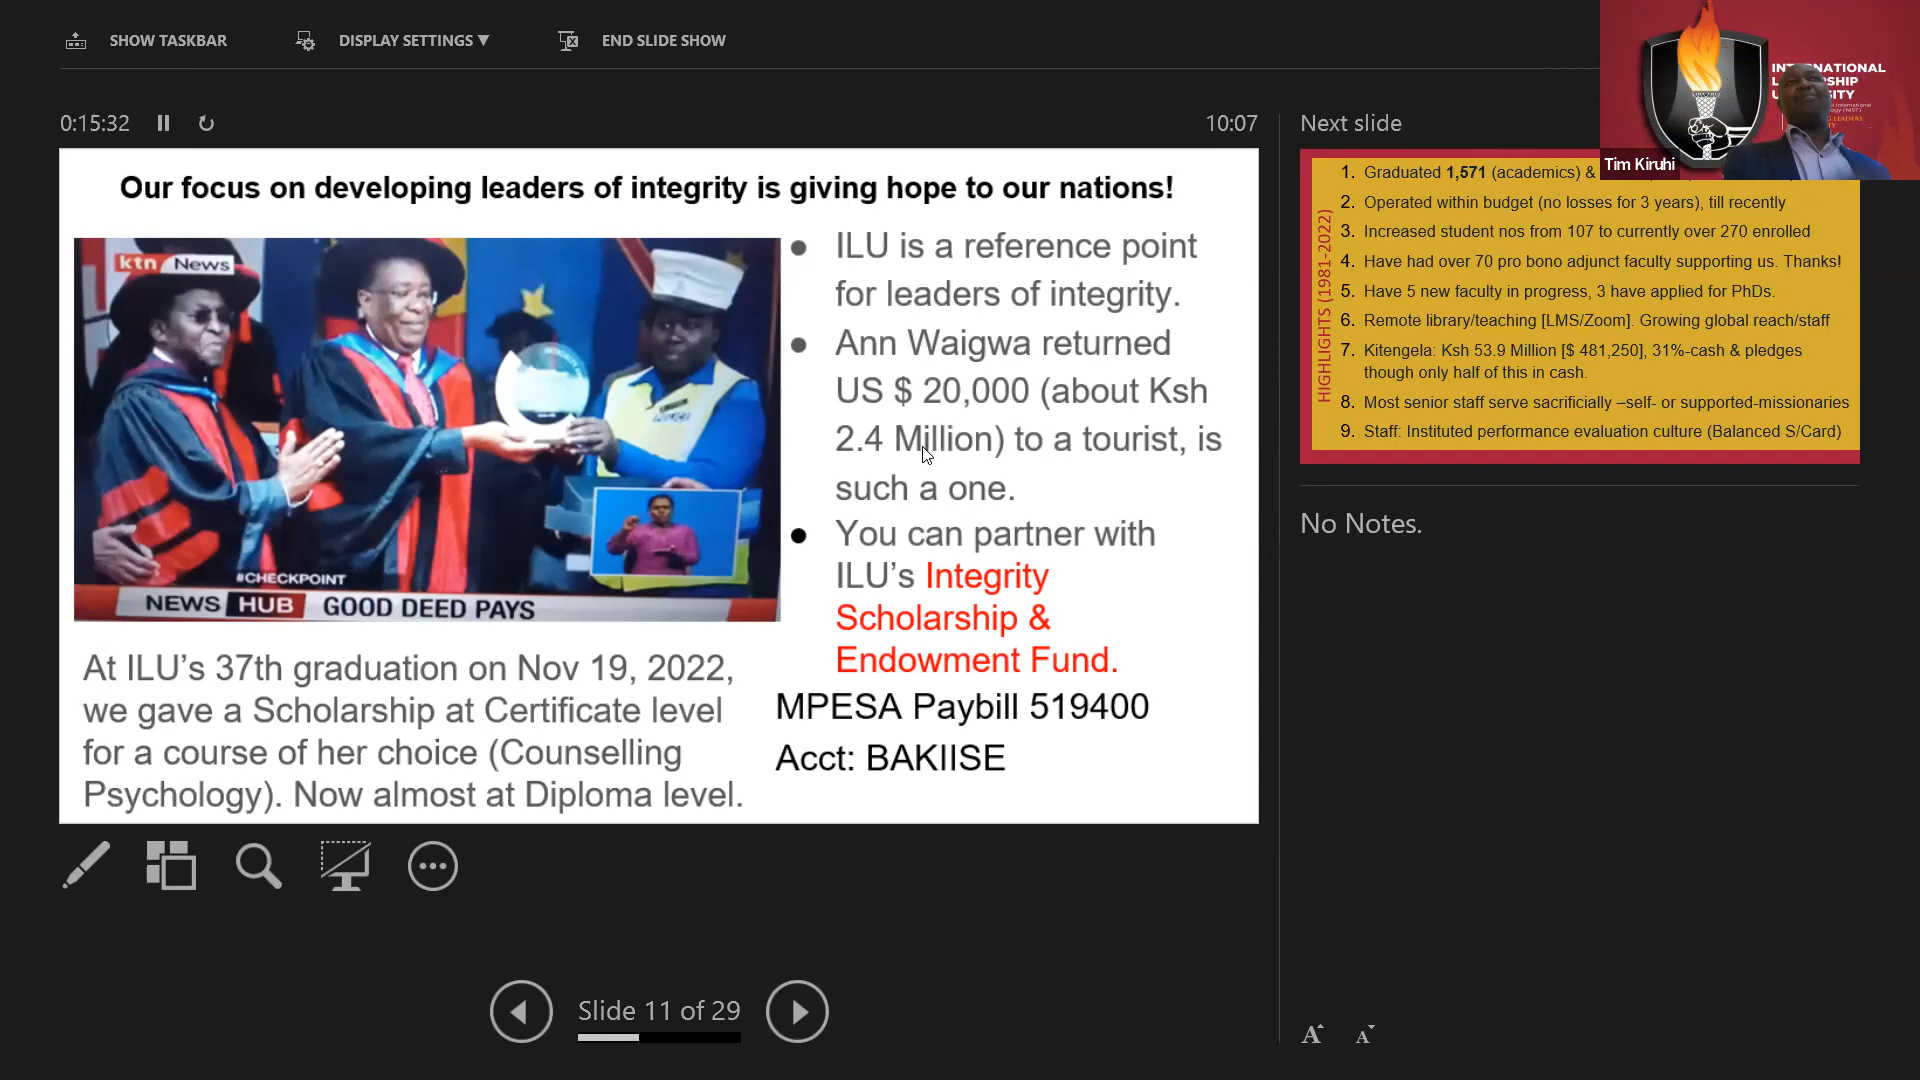 SHOW TASKBAR
DISPLAY SETTINGS ▼
END SLIDE SHOW
0:15:32
10:07
Our focus on developing leaders of integrity is giving hope to our nations!
ktn News
#CHECKPOINT
NEWS HUB GOOD DEED PAYS
At ILU’s 37th graduation on Nov 19, 2022,
we gave a Scholarship at Certificate level
for a course of her choice (Counselling
Psychology). Now almost at Diploma level.
● ILU is a reference point
for leaders of integrity.
● Ann Waigwa returned
US $ 20,000 (about Ksh
2.4 Million) to a tourist, is
such a one.
● You can partner with
ILU’s Integrity
Scholarship &
Endowment Fund.
MPESA Paybill 519400
Acct: BAKIISE
Slide 11 of 29
Next slide
HIGHLIGHTS (1981-2022)
1. Graduated 1,571 (academics) &
2. Operated within budget (no losses for 3 years), till recently
3. Increased student nos from 107 to currently over 270 enrolled
4. Have had over 70 pro bono adjunct faculty supporting us. Thanks!
5. Have 5 new faculty in progress, 3 have applied for PhDs.
6. Remote library/teaching [LMS/Zoom]. Growing global reach/staff
7. Kitengela: Ksh 53.9 Million [$ 481,250], 31%-cash & pledges
though only half of this in cash.
8. Most senior staff serve sacrificially –self- or supported-missionaries
9. Staff: Instituted performance evaluation culture (Balanced S/Card)
No Notes.
A A
Tim Kiruhi